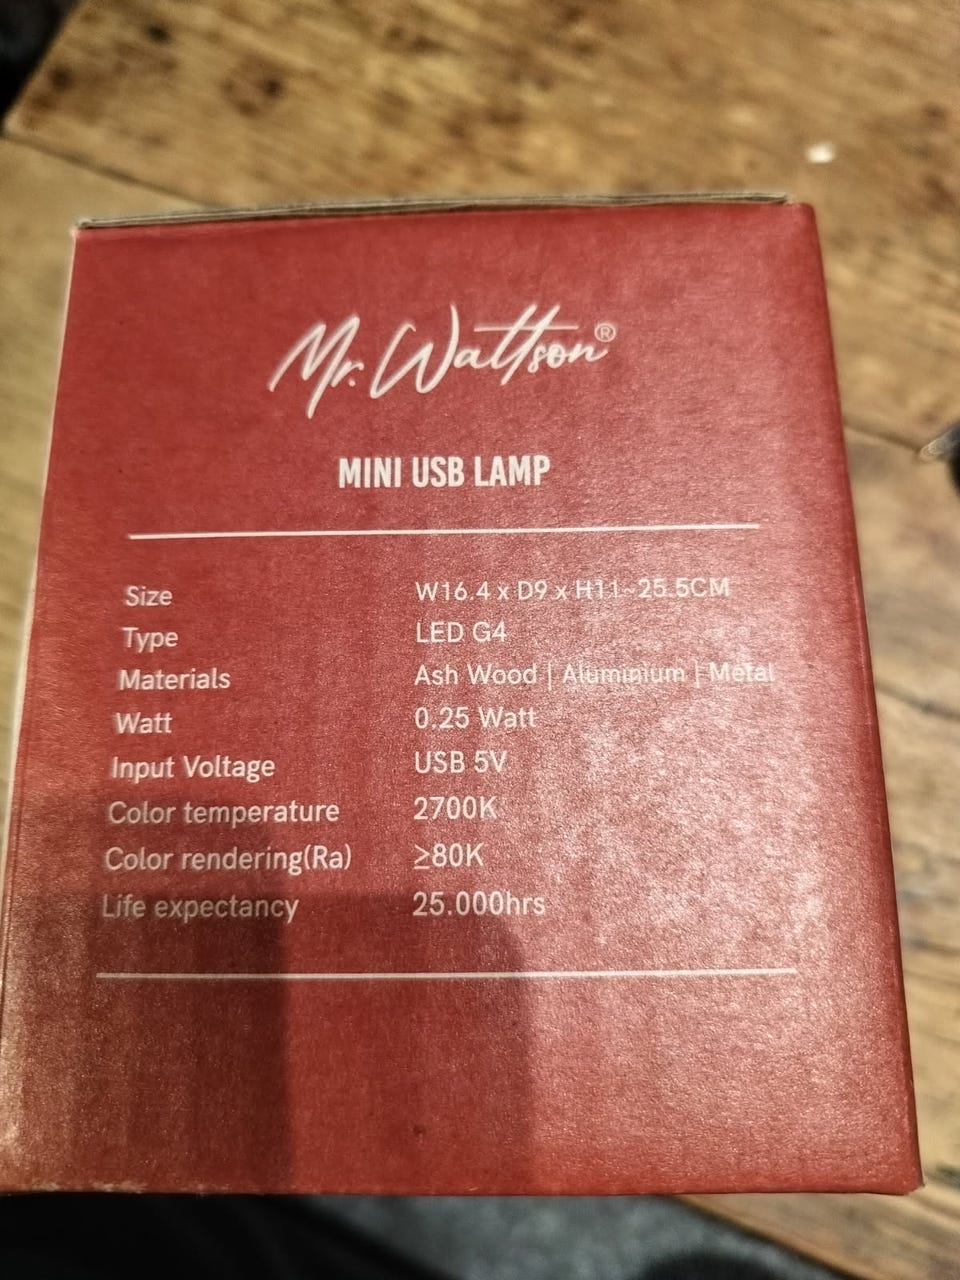 Mr. Wattson®
MINI USB LAMP
Size W16.4 x D9 x H11~25.5CM
Type LED G4
Materials Ash Wood | Aluminium | Metal
Watt 0.25 Watt
Input Voltage USB 5V
Color temperature 2700K
Color rendering(Ra) ≥80K
Life expectancy 25.000hrs